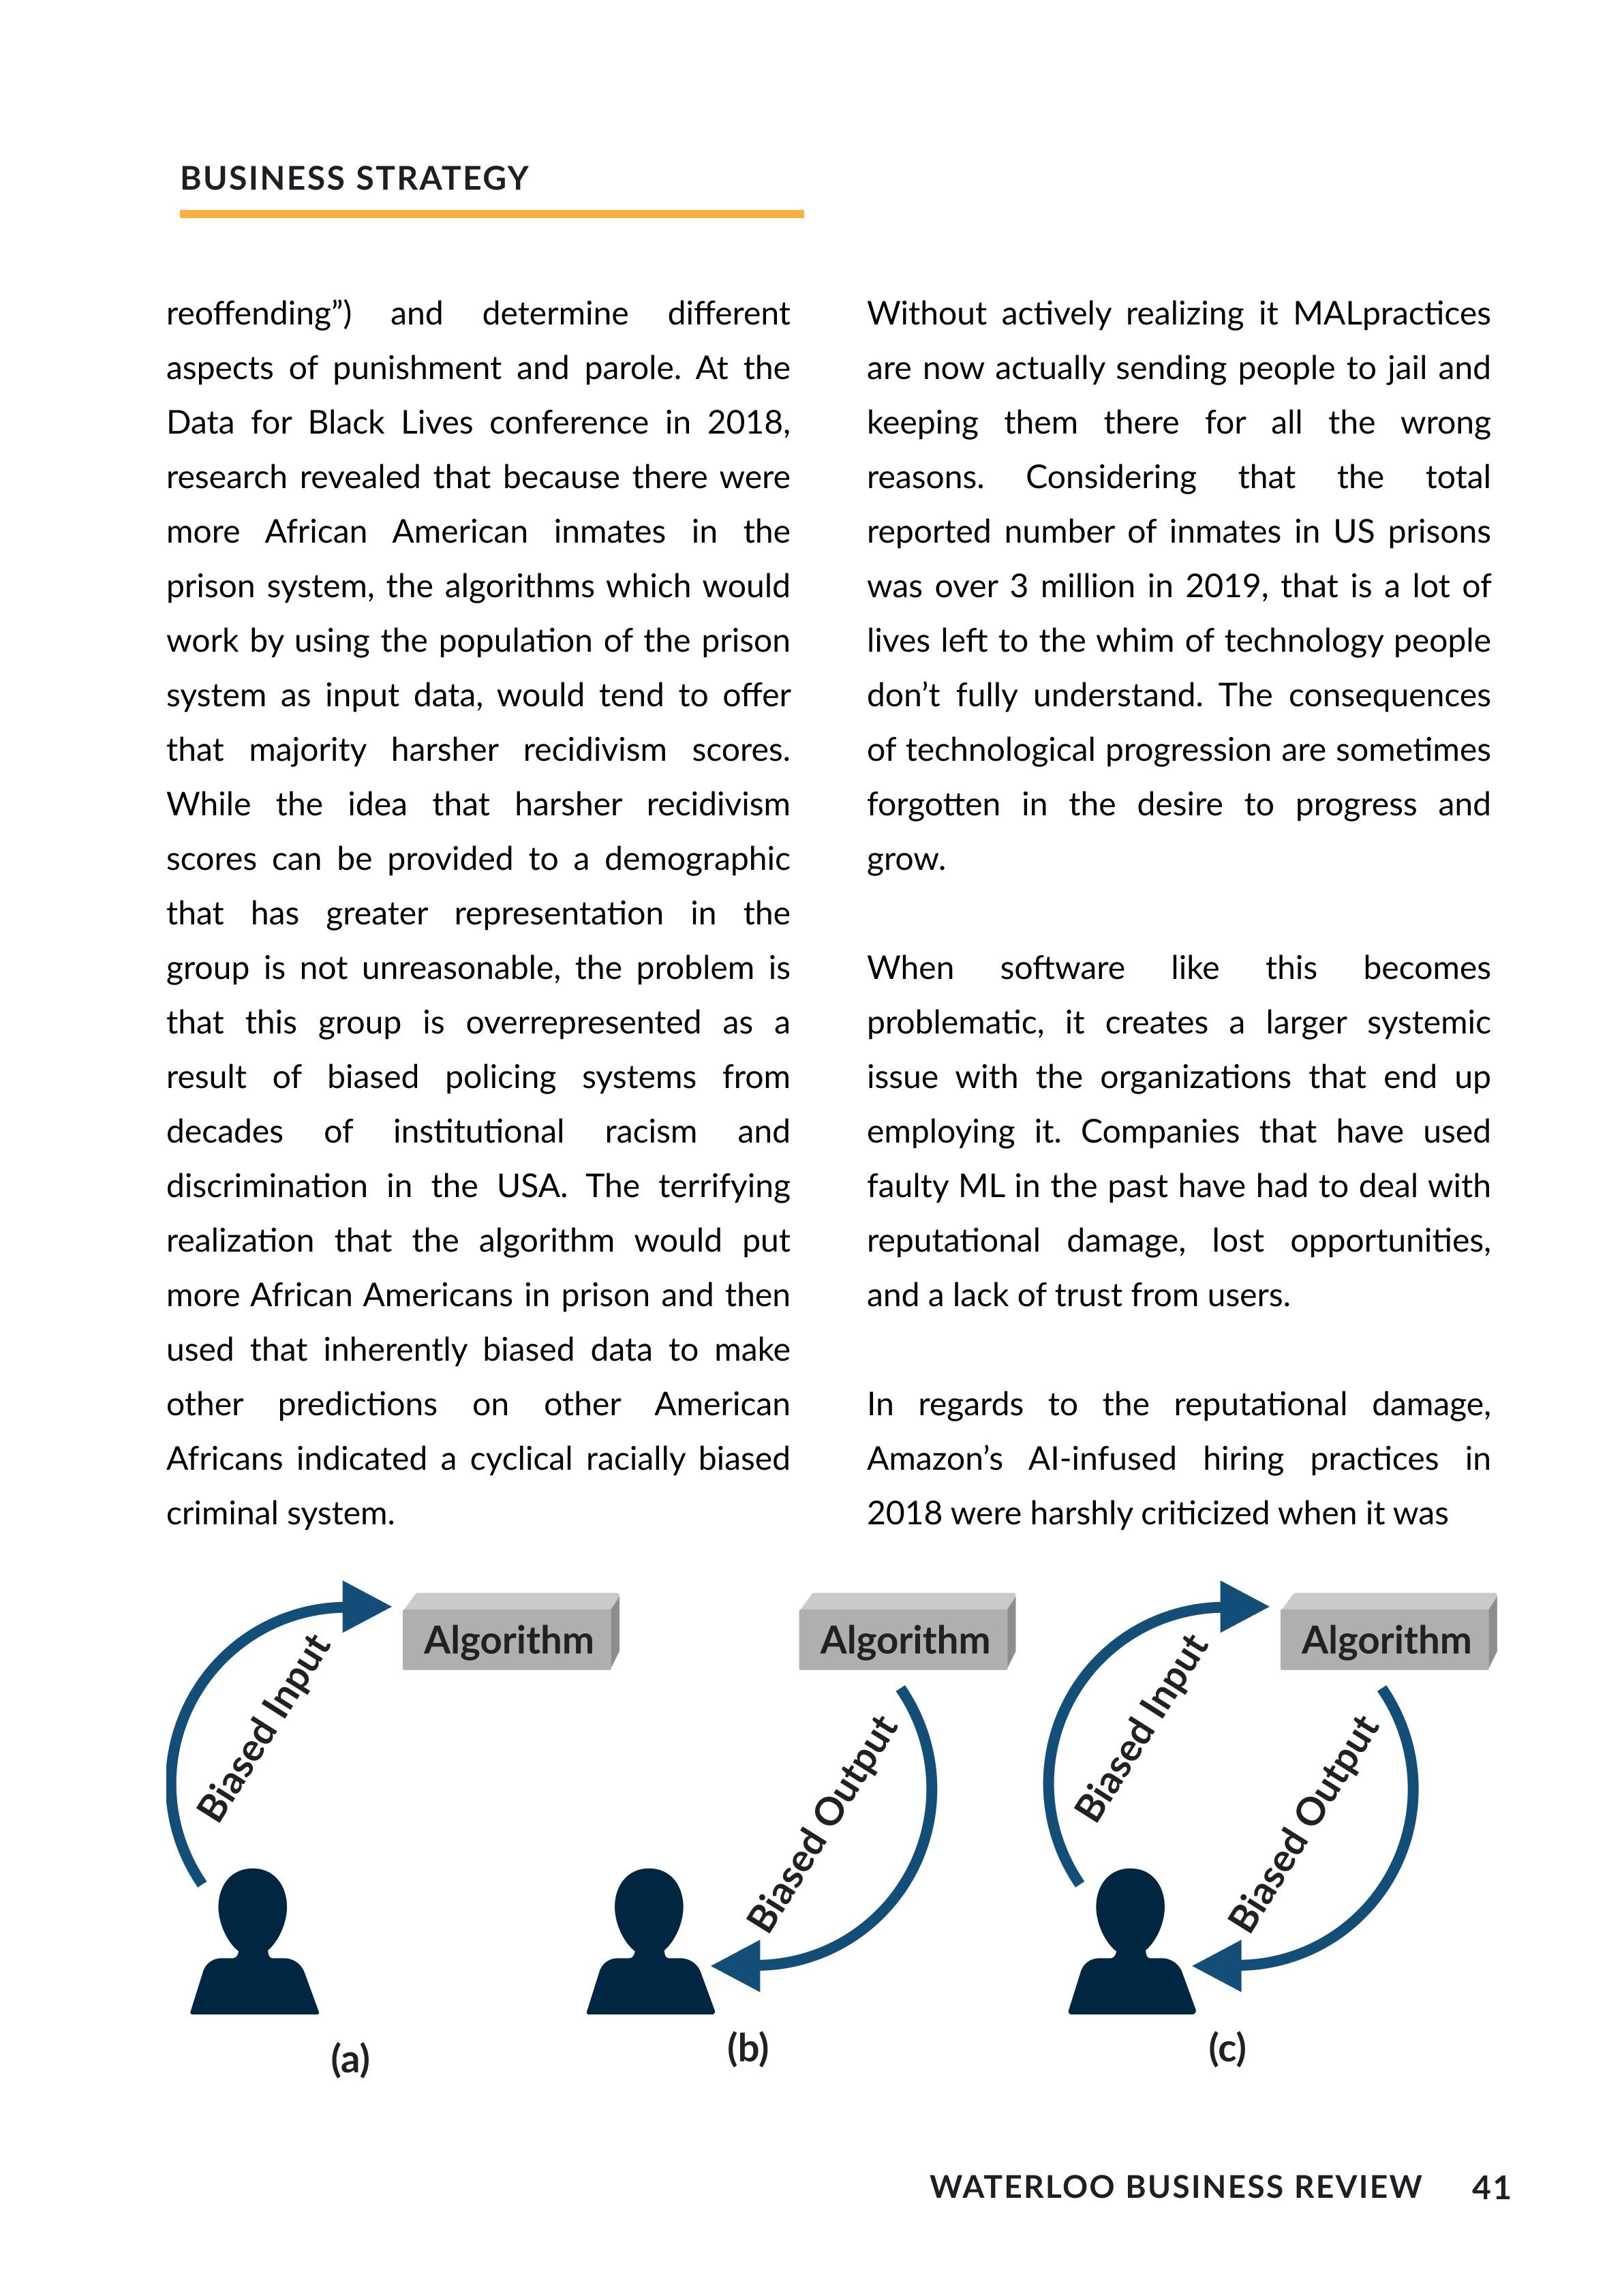 BUSINESS STRATEGY
reoffending”) and determine different
aspects of punishment and parole. At the
Data for Black Lives conference in 2018,
research revealed that because there were
more African American inmates in the
prison system, the algorithms which would
work by using the population of the prison
system as input data, would tend to offer
that majority harsher recidivism scores.
While the idea that harsher recidivism
scores can be provided to a demographic
that has greater representation in the
group is not unreasonable, the problem is
that this group is overrepresented as a
result of biased policing systems from
decades of institutional racism and
discrimination in the USA. The terrifying
realization that the algorithm would put
more African Americans in prison and then
used that inherently biased data to make
other predictions on other American
Africans indicated a cyclical racially biased
criminal system.
Without actively realizing it MALpractices
are now actually sending people to jail and
keeping them there for all the wrong
reasons. Considering that the total
reported number of inmates in US prisons
was over 3 million in 2019, that is a lot of
lives left to the whim of technology people
don’t fully understand. The consequences
of technological progression are sometimes
forgotten in the desire to progress and
grow.
When software like this becomes
problematic, it creates a larger systemic
issue with the organizations that end up
employing it. Companies that have used
faulty ML in the past have had to deal with
reputational damage, lost opportunities,
and a lack of trust from users.
In regards to the reputational damage,
Amazon’s AI-infused hiring practices in
2018 were harshly criticized when it was
Algorithm
Biased Input
(a)
Algorithm
Biased Output
(b)
Algorithm
Biased Input
Biased Output
(c)
WATERLOO BUSINESS REVIEW 41